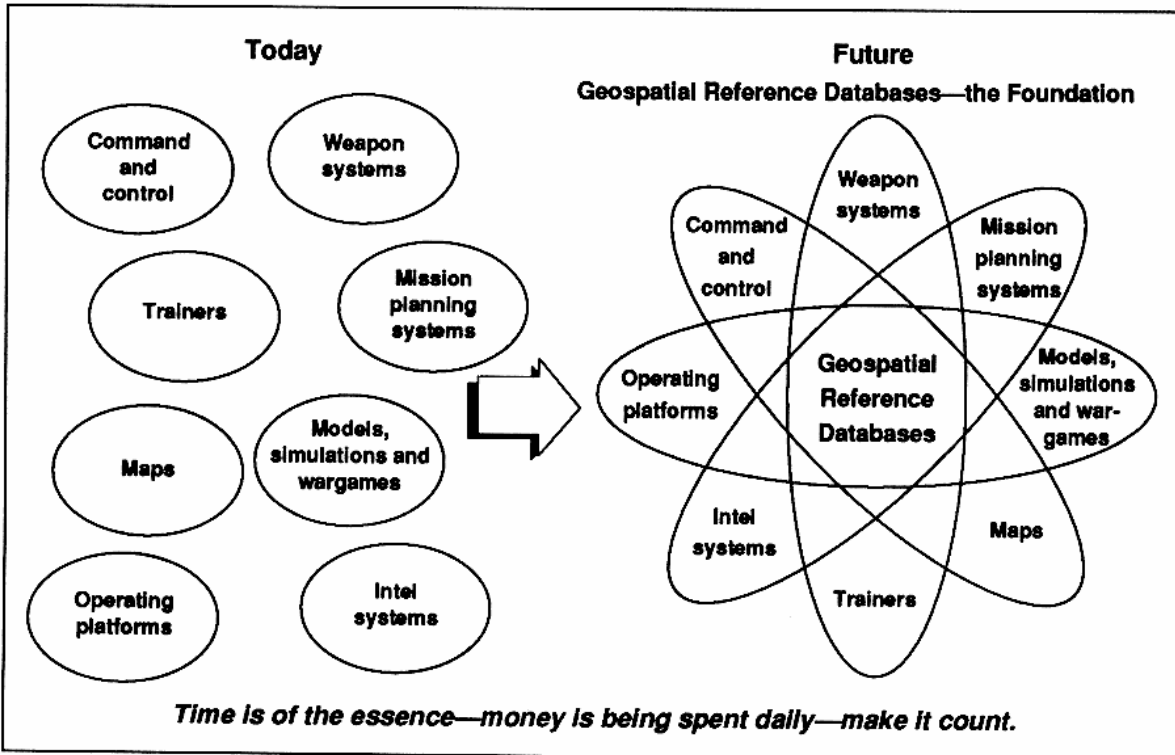 Today
Command
and
control
Weapon
systems
Trainers
Mission
planning
systems
Maps
Models,
simulations and
wargames
Operating
platforms
Intel
systems
Future
Geospatial Reference Databases—the Foundation
Weapon
systems
Command
and
control
Mission
planning
systems
Operating
platforms
Geospatial
Reference
Databases
Models,
simulations
and war-
games
Intel
systems
Maps
Trainers
Time is of the essence—money is being spent daily—make it count.